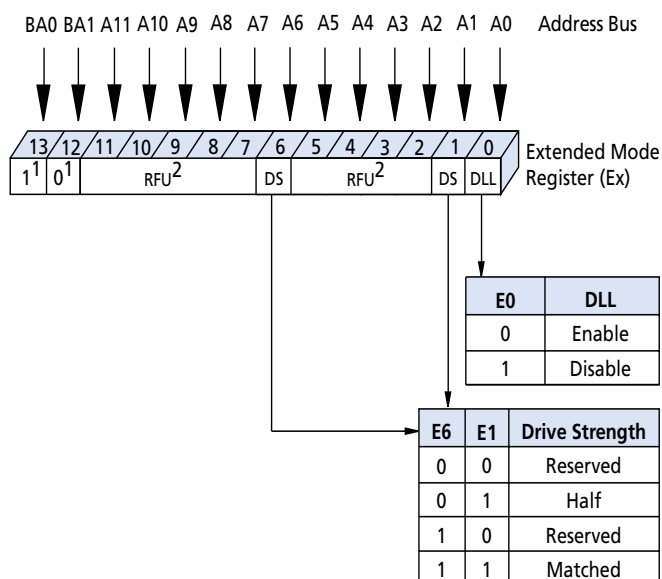 BA0 BA1 A11 A10 A9 A8 A7 A6 A5 A4 A3 A2 A1 A0 Address Bus
13 12 11 10 9 8 7 6 5 4 3 2 1 0
Extended Mode
Register (Ex)
1¹ 0¹ RFU² DS RFU² DS DLL
E0 DLL
0 Enable
1 Disable
E6 E1 Drive Strength
0 0 Reserved
0 1 Half
1 0 Reserved
1 1 Matched